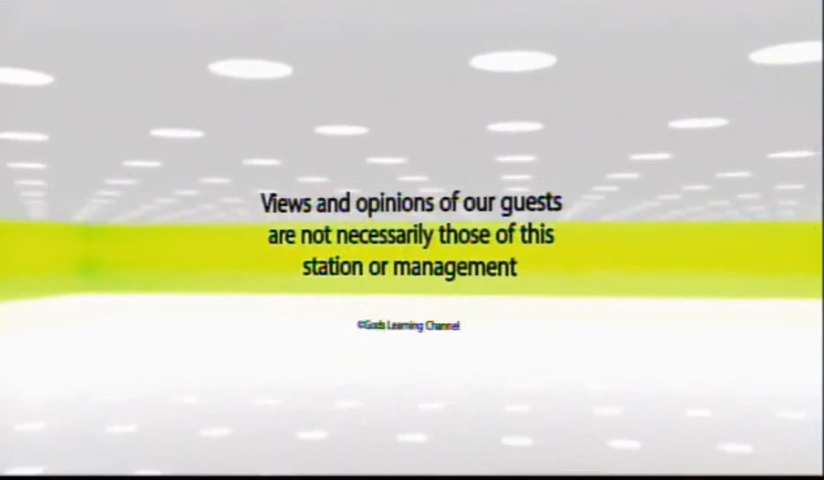 Views and opinions of our guests
are not necessarily those of this
station or management
©Gods Learning Channel